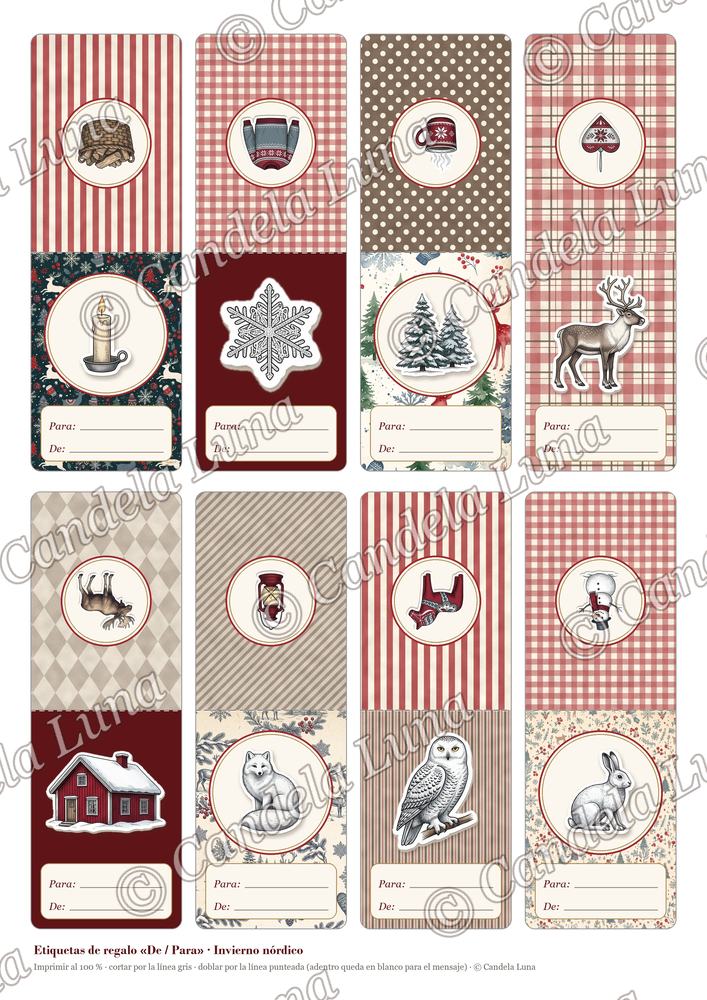 Para:
De:
Para:
De:
Para:
De:
Para:
De:
Para:
De:
Para:
De:
Para:
De:
Para:
De:
Etiquetas de regalo «De / Para» · Invierno nórdico
Imprimir al 100 % · cortar por la línea gris · doblar por la línea punteada (adentro queda en blanco para el mensaje) · © Candela Luna
© Candela Luna